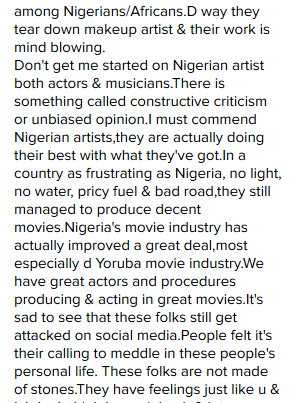 among Nigerians/Africans.D way they
tear down makeup artist & their work is
mind blowing.
Don't get me started on Nigerian artist
both actors & musicians.There is
something called constructive criticism
or unbiased opinion.I must commend
Nigerian artists,they are actually doing
their best with what they've got.In a
country as frustrating as Nigeria, no light,
no water, pricy fuel & bad road,they still
managed to produce decent
movies.Nigeria's movie industry has
actually improved a great deal,most
especially d Yoruba movie industry.We
have great actors and procedures
producing & acting in great movies.It's
sad to see that these folks still get
attacked on social media.People felt it's
their calling to meddle in these people's
personal life. These folks are not made
of stones.They have feelings just like u &